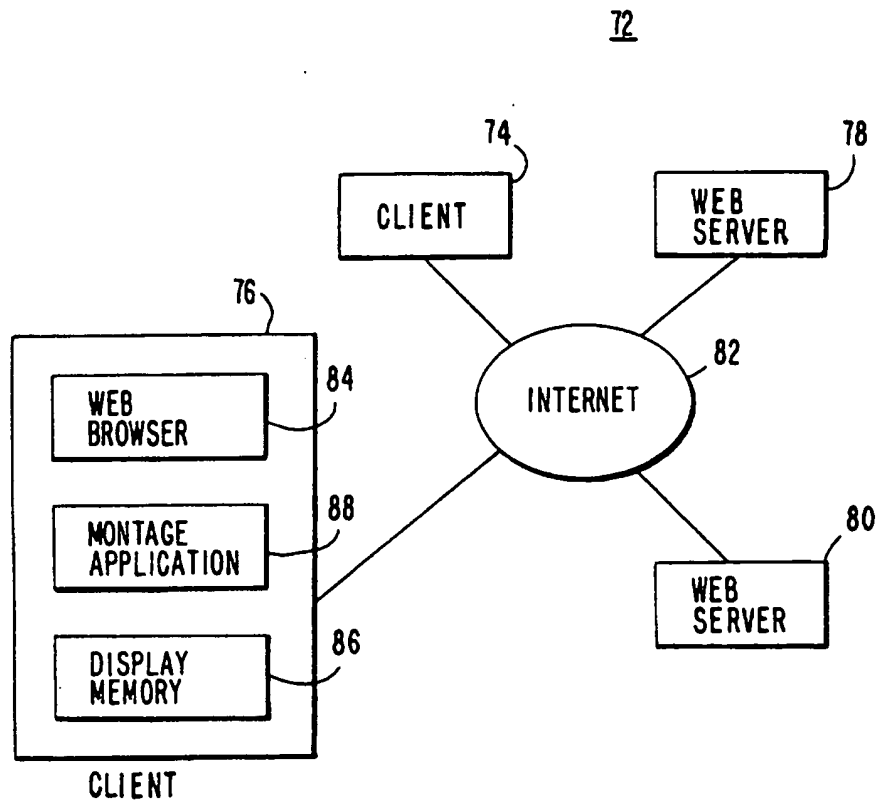 72
74
78
CLIENT
WEB
SERVER
76
82
84
WEB
BROWSER
INTERNET
88
MONTAGE
APPLICATION
80
WEB
SERVER
86
DISPLAY
MEMORY
CLIENT